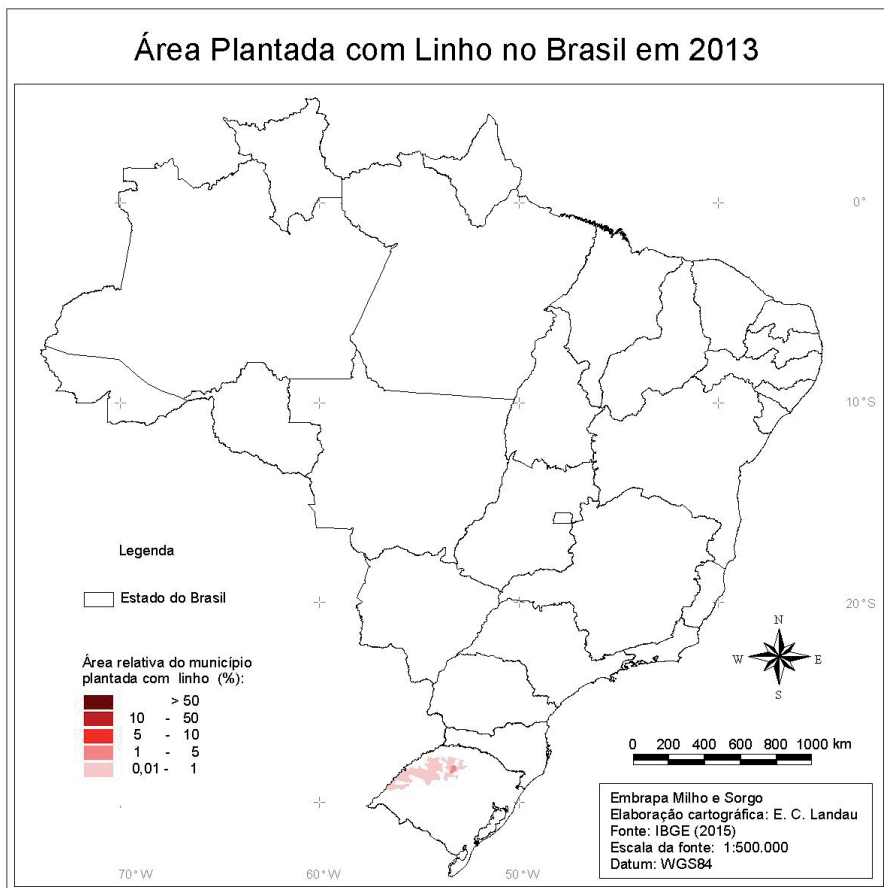 Área Plantada com Linho no Brasil em 2013
0°
10°S
20°S
Legenda
Estado do Brasil
Área relativa do município
plantada com linho (%):
> 50
10 - 50
5 - 10
1 - 5
0,01 - 1
N
W E
S
0 200 400 600 800 1000 km
Embrapa Milho e Sorgo
Elaboração cartográfica: E. C. Landau
Fonte: IBGE (2015)
Escala da fonte: 1:500.000
Datum: WGS84
70°W 60°W 50°W